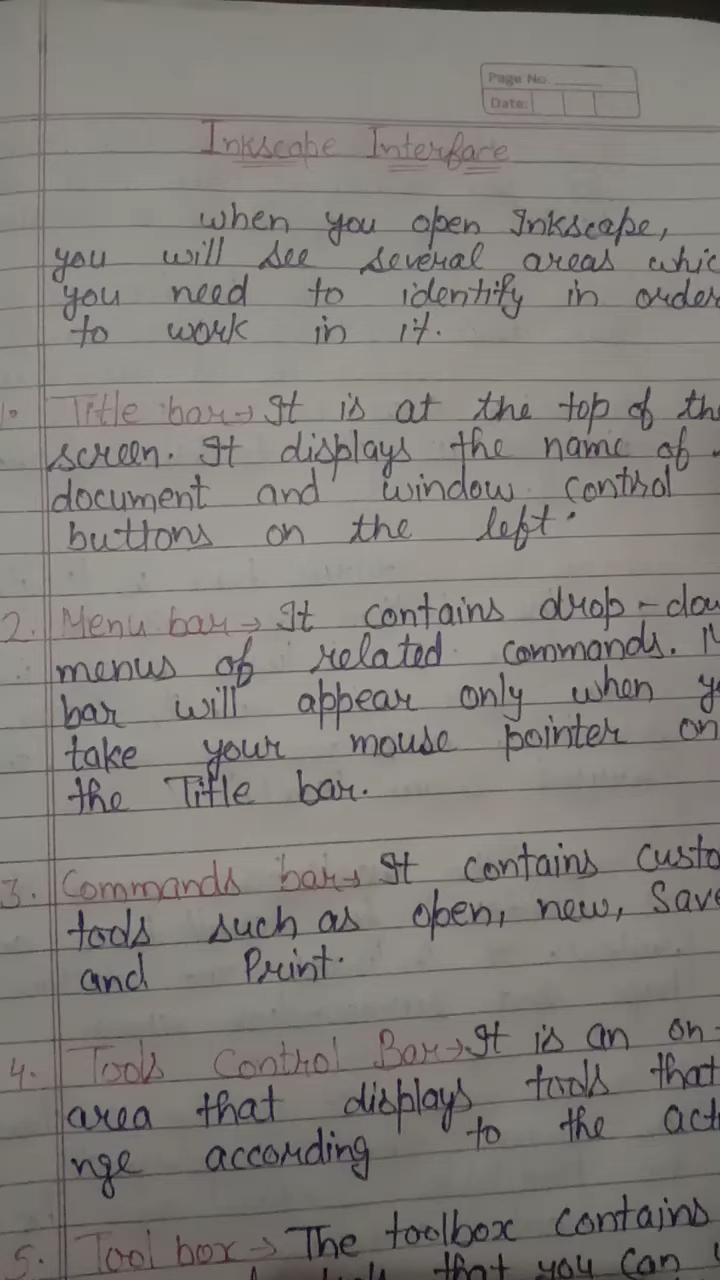 Page No.
Date:
Inkscape Interface
when you open Inkscape,
you will see several areas whic
you need to identify in order
to work in it.
1. Title bar → It is at the top of th
screen. It displays the name of
document and window control
buttons on the left.
2. Menu bar → It contains drop-dow
menus of related commands.
bar will appear only when y
take your mouse pointer on
the Title bar.
3. Commands bar → It contains custo
tools such as open, new, Save
and Print.
4. Tools Control Bar → It is an on-
area that displays tools that
nge according to the act
5. Tool box → The toolbox contains
that you can